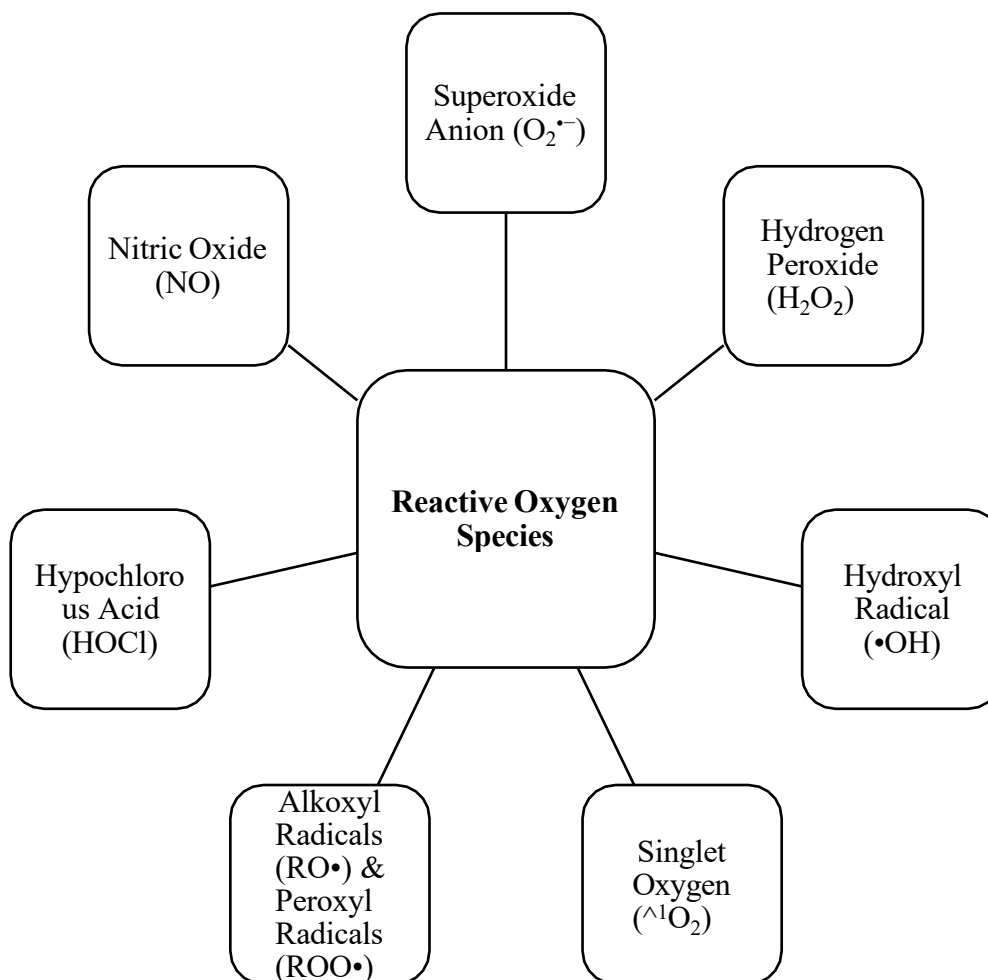 Superoxide
Anion (O₂•⁻)
Nitric Oxide
(NO)
Hydrogen
Peroxide
(H₂O₂)
Reactive Oxygen
Species
Hypochloro
us Acid
(HOCl)
Hydroxyl
Radical
(•OH)
Alkoxyl
Radicals
(RO•) &
Peroxyl
Radicals
(ROO•)
Singlet
Oxygen
(^¹O₂)